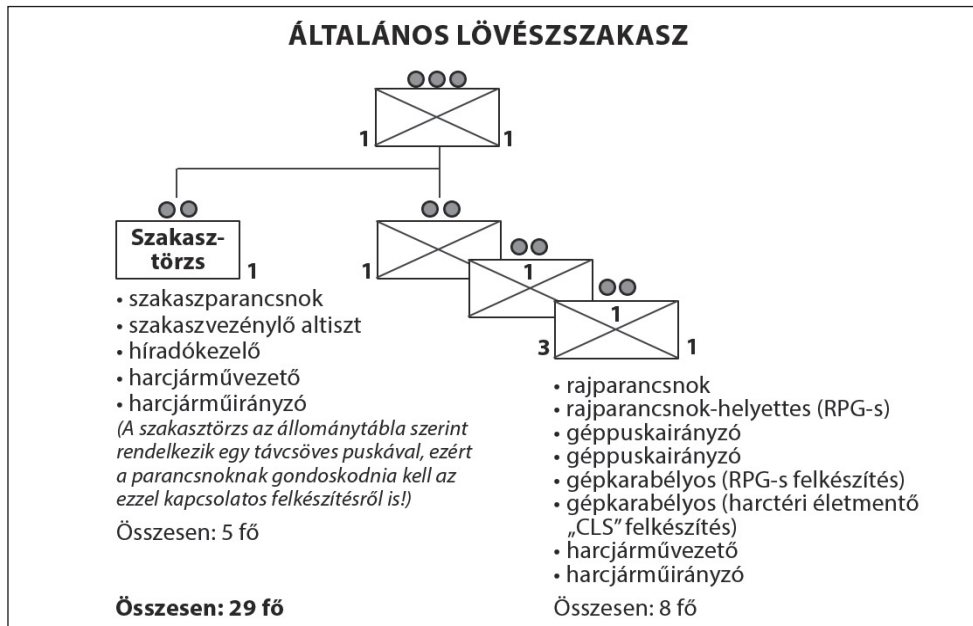 ÁLTALÁNOS LÖVÉSZSZAKASZ
1 1
Szakasz-
törzs
1
1
1
1
3 1
• szakaszparancsnok
• szakaszvezénylő altiszt
• híradókezelő
• harcjárművezető
• harcjárműirányzó
(A szakasztörzs az állománytábla szerint
rendelkezik egy távcsöves puskával, ezért
a parancsnoknak gondoskodnia kell az
ezzel kapcsolatos felkészítésről is!)
Összesen: 5 fő
Összesen: 29 fő
• rajparancsnok
• rajparancsnok-helyettes (RPG-s)
• géppuskairányzó
• géppuskairányzó
• gépkarabélyos (RPG-s felkészítés)
• gépkarabélyos (harctéri életmentő
„CLS” felkészítés)
• harcjárművezető
• harcjárműirányzó
Összesen: 8 fő